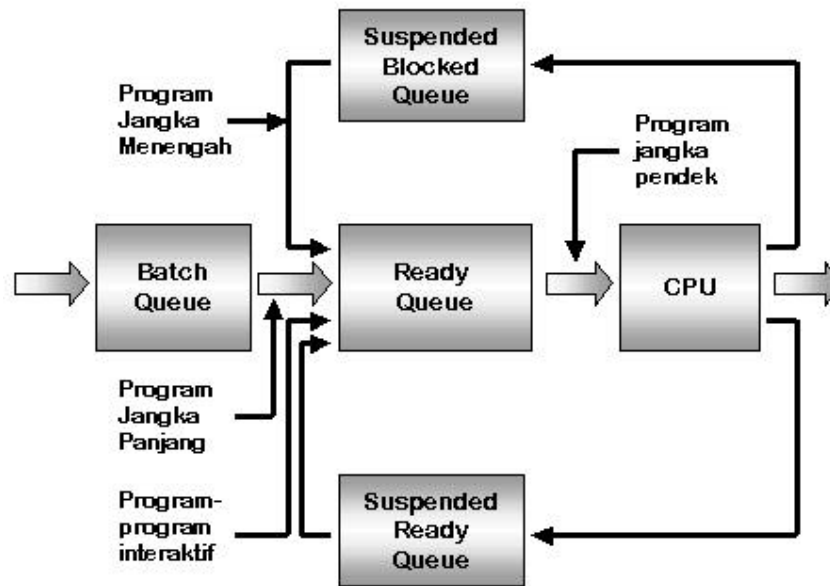 Suspended
Blocked
Queue
Program
Jangka
Menengah
Program
jangka
pendek
Batch
Queue
Ready
Queue
CPU
Program
Jangka
Panjang
Program-
program
interaktif
Suspended
Ready
Queue